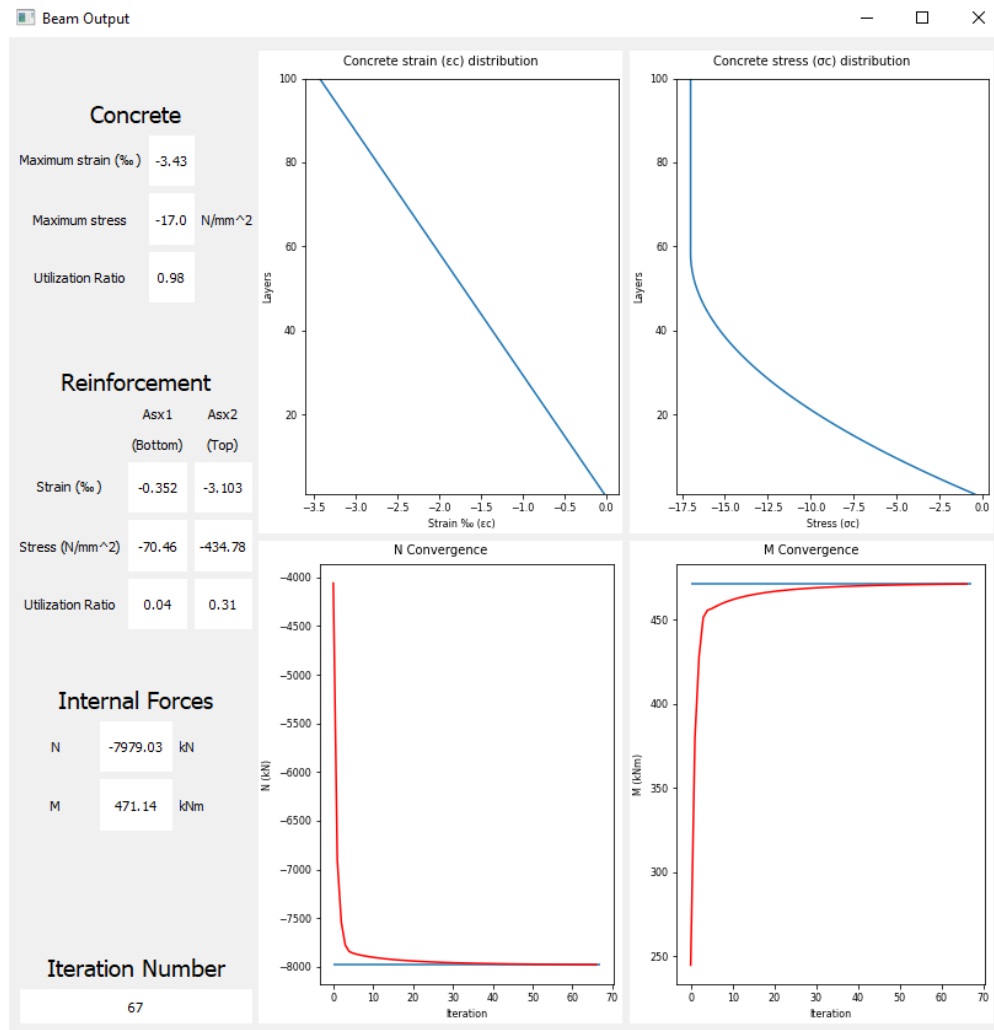 Beam Output
Concrete
Maximum strain (‰) -3.43
Maximum stress -17.0 N/mm^2
Utilization Ratio 0.98
Reinforcement
Asx1 Asx2
(Bottom) (Top)
Strain (‰) -0.352 -3.103
Stress (N/mm^2) -70.46 -434.78
Utilization Ratio 0.04 0.31
Internal Forces
N -7979.03 kN
M 471.14 kNm
Iteration Number
67
Concrete strain (εc) distribution
100
80
60
40
20
Layers
−3.5 −3.0 −2.5 −2.0 −1.5 −1.0 −0.5 0.0
Strain ‰ (εc)
Concrete stress (σc) distribution
100
80
60
40
20
Layers
−17.5 −15.0 −12.5 −10.0 −7.5 −5.0 −2.5 0.0
Stress (σc)
N Convergence
−4000
−4500
−5000
−5500
−6000
−6500
−7000
−7500
−8000
N (kN)
0 10 20 30 40 50 60 70
Iteration
M Convergence
450
400
350
300
250
M (kNm)
0 10 20 30 40 50 60 70
Iteration